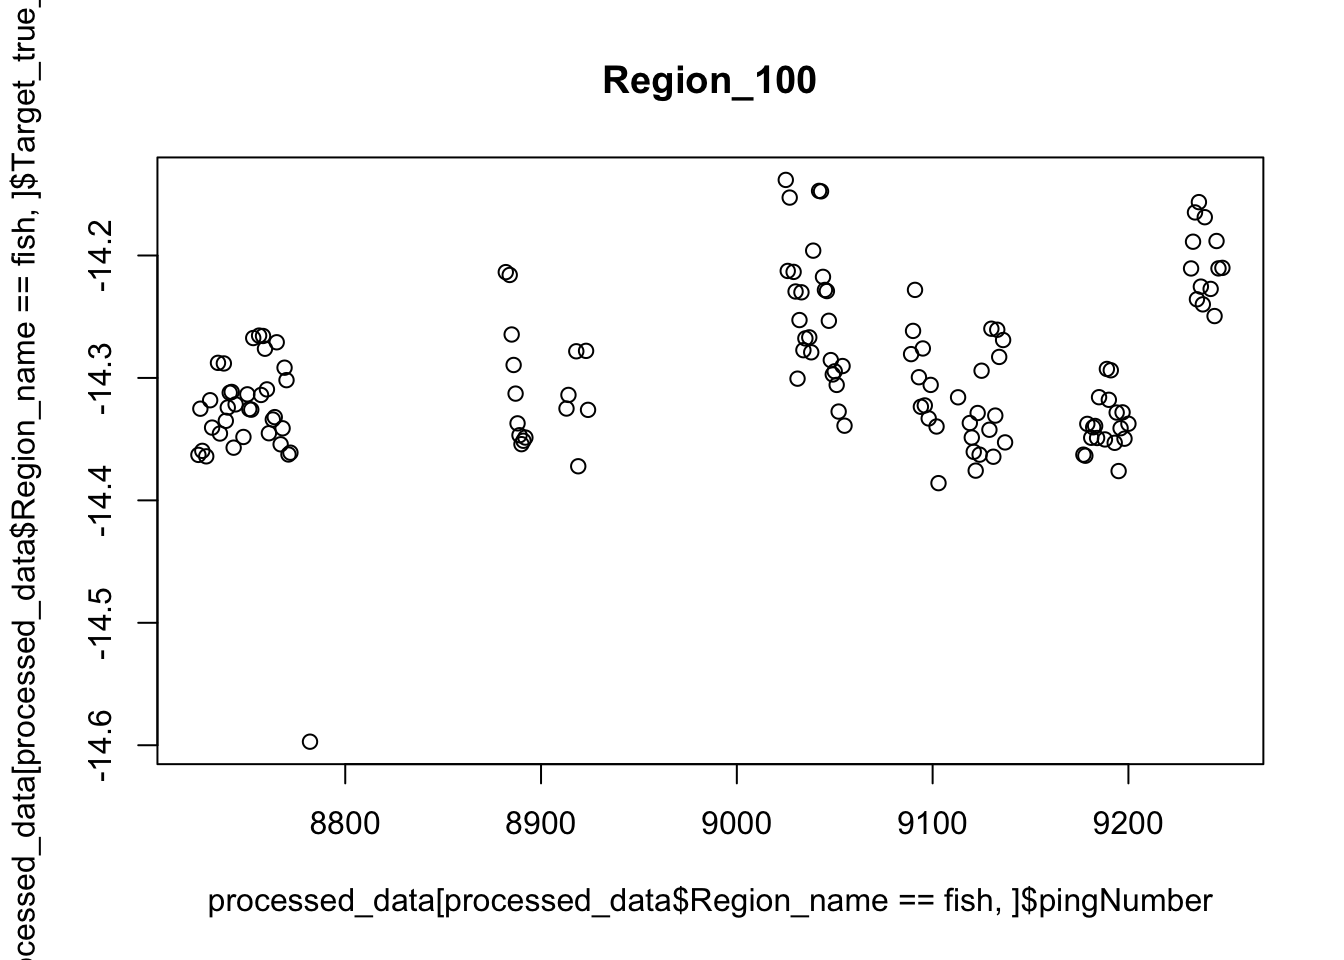 Region_100
cessed_data[processed_data$Region_name == fish, ]$Target_true_
-14.2
-14.3
-14.4
-14.5
-14.6
8800 8900 9000 9100 9200
processed_data[processed_data$Region_name == fish, ]$pingNumber